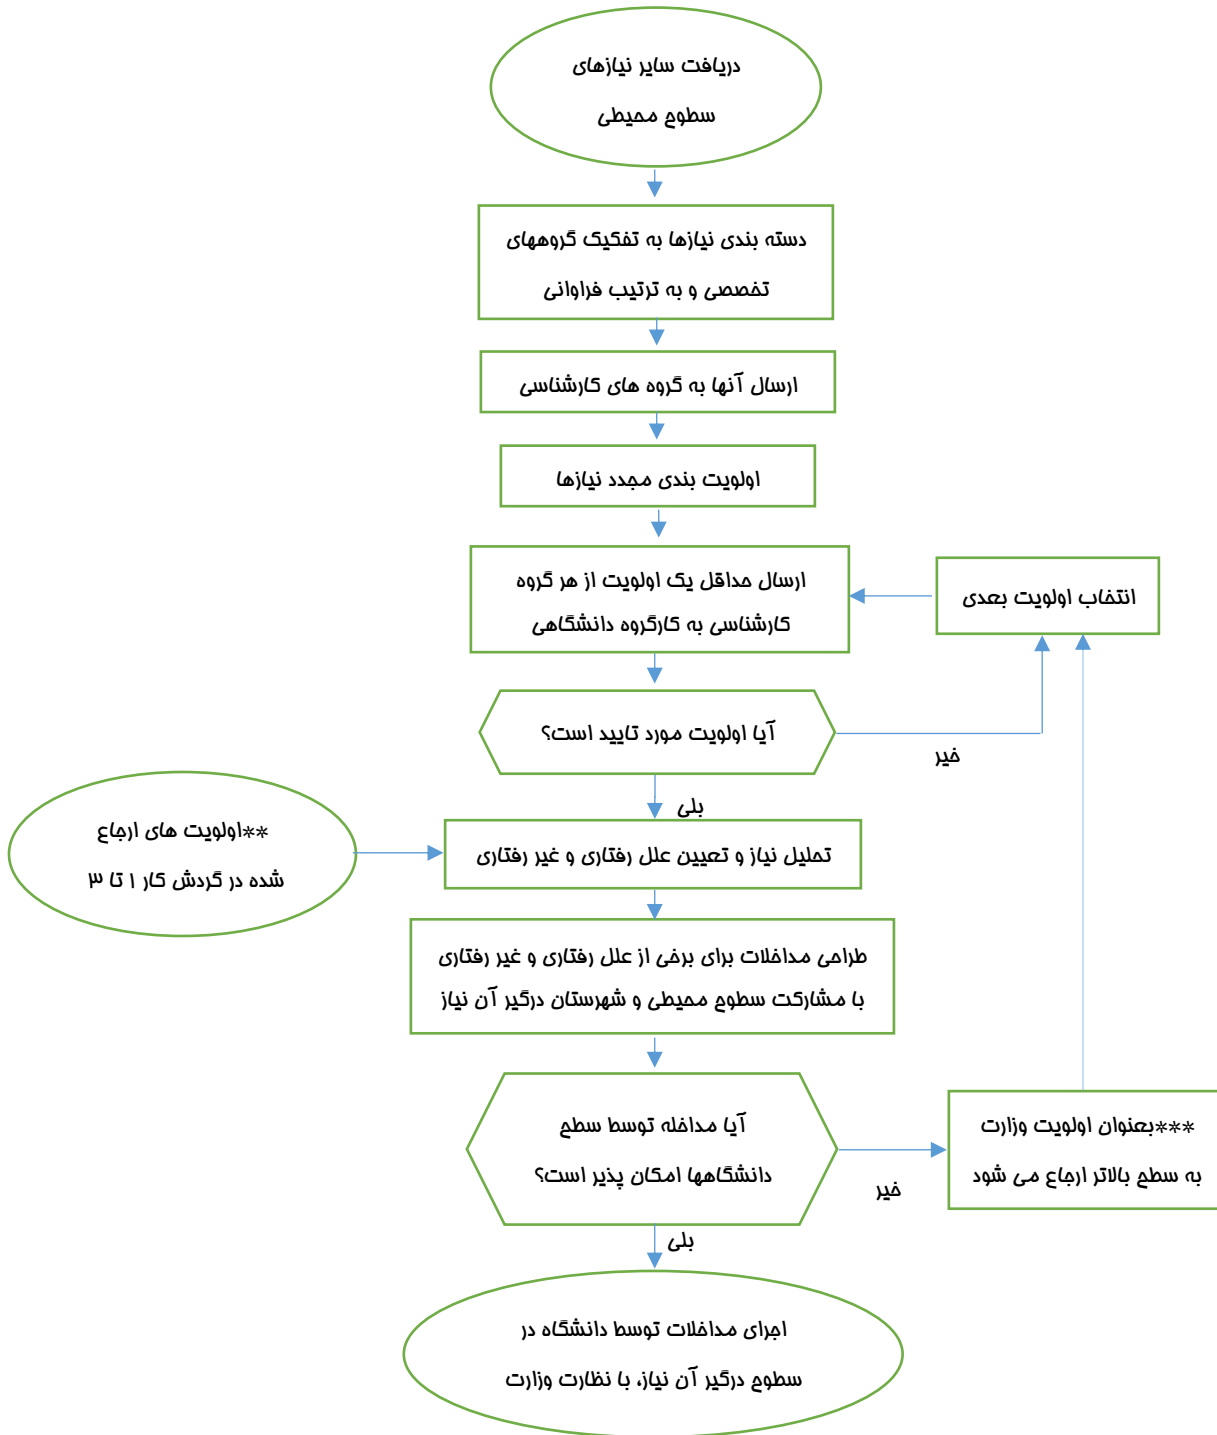 دریافت سایر نیازهای
سطوح محیطی
دسته بندی نیازها به تفکیک گروههای
تخصصی و به ترتیب فراوانی
ارسال آنها به گروه های کارشناسی
اولویت بندی مجدد نیازها
ارسال حداقل یک اولویت از هر گروه
کارشناسی به کارگروه دانشگاهی
انتخاب اولویت بعدی
آیا اولویت مورد تایید است؟
خیر
بلی
**اولویت های ارجاع
شده در گردش کار ۱ تا ۳
تحلیل نیاز و تعیین علل رفتاری و غیر رفتاری
طراحی مداخلات برای برخی از علل رفتاری و غیر رفتاری
با مشارکت سطوح محیطی و شهرستان درگیر آن نیاز
آیا مداخله توسط سطح
دانشگاهها امکان پذیر است؟
خیر
***بعنوان اولویت وزارت
به سطح بالاتر ارجاع می شود
بلی
اجرای مداخلات توسط دانشگاه در
سطوح درگیر آن نیاز، با نظارت وزارت